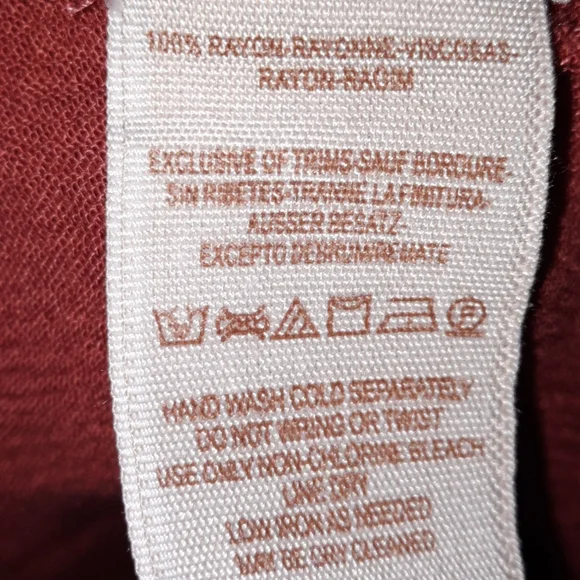 100% RAYON-RAYONNE-VISCOSAS-
RAYON-RAGIM
EXCLUSIVE OF TRIMS-SAUF BORDURE-
SIN RIBETES-TRANNE LA FINITURA-
AUSSER BESATZ-
EXCEPTO DEBRUM/REMATE
F
HAND WASH COLD SEPARATELY
DO NOT WRING OR TWIST
USE ONLY NON-CHLORINE BLEACH
LINE DRY
LOW IRON AS NEEDED
MAY BE DRY CLEANED